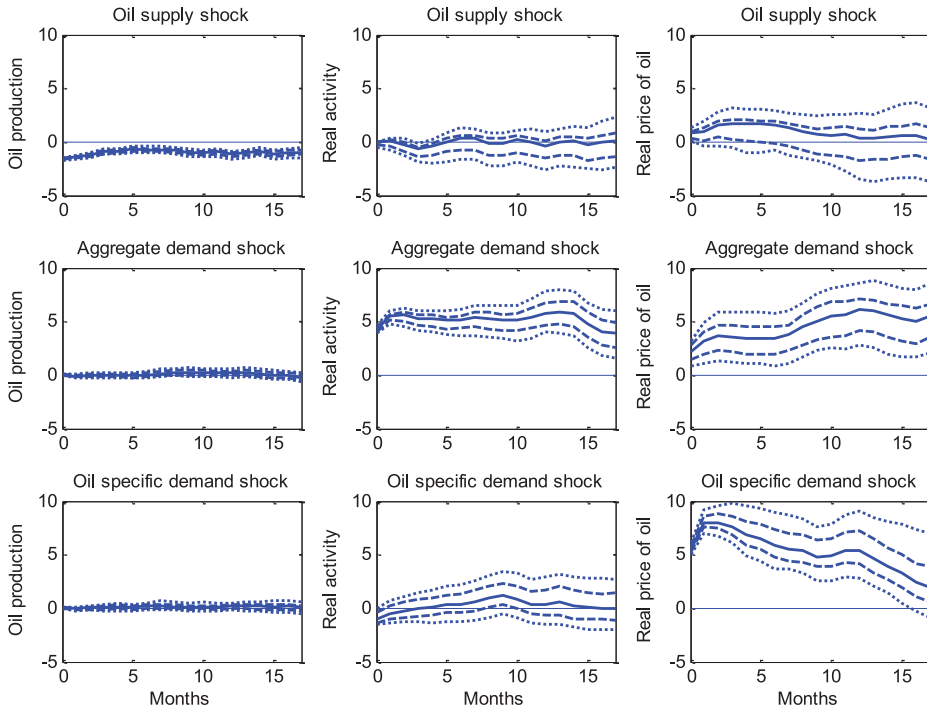 Oil supply shock
Oil production
10
5
0
-5
0 5 10 15
Oil supply shock
Real activity
10
5
0
-5
0 5 10 15
Oil supply shock
Real price of oil
10
5
0
-5
0 5 10 15
Aggregate demand shock
Oil production
10
5
0
-5
0 5 10 15
Aggregate demand shock
Real activity
10
5
0
-5
0 5 10 15
Aggregate demand shock
Real price of oil
10
5
0
-5
0 5 10 15
Oil specific demand shock
Oil production
10
5
0
-5
0 5 10 15
Months
Oil specific demand shock
Real activity
10
5
0
-5
0 5 10 15
Months
Oil specific demand shock
Real price of oil
10
5
0
-5
0 5 10 15
Months